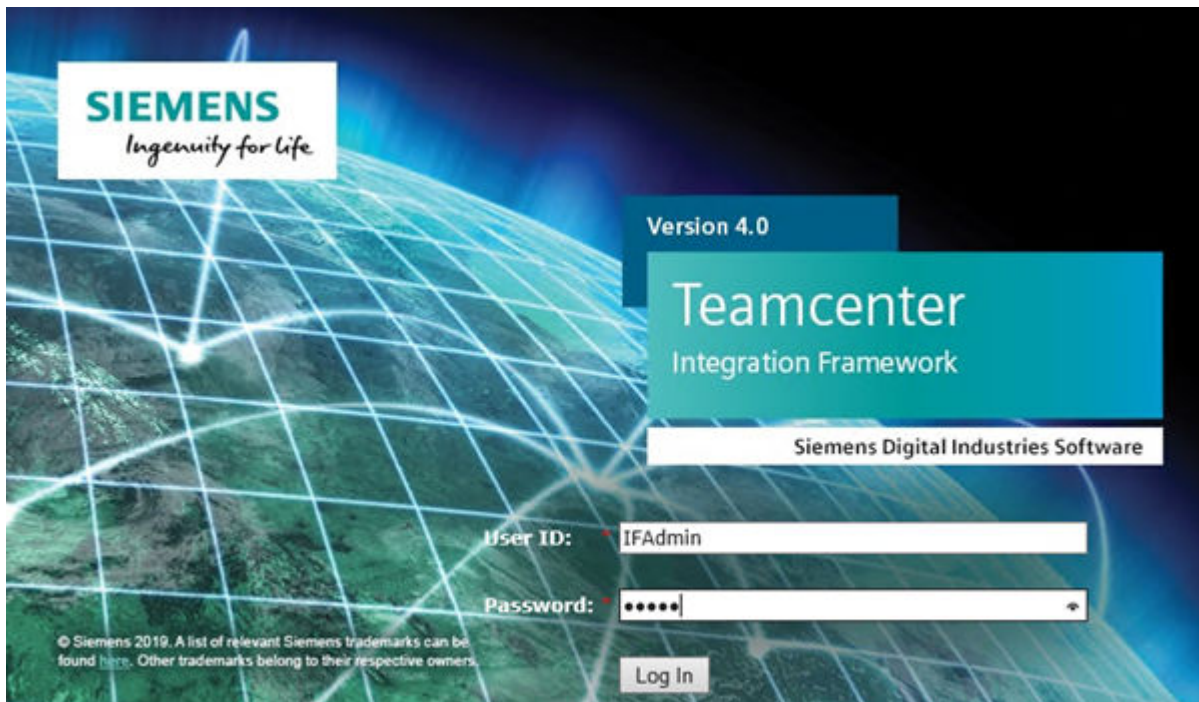 SIEMENS
Ingenuity for Life
Version 4.0
Teamcenter
Integration Framework
Siemens Digital Industries Software
User ID: * IFAdmin
Password: * •••••
© Siemens 2019. A list of relevant Siemens trademarks can be
found here. Other trademarks belong to their respective owners.
Log In